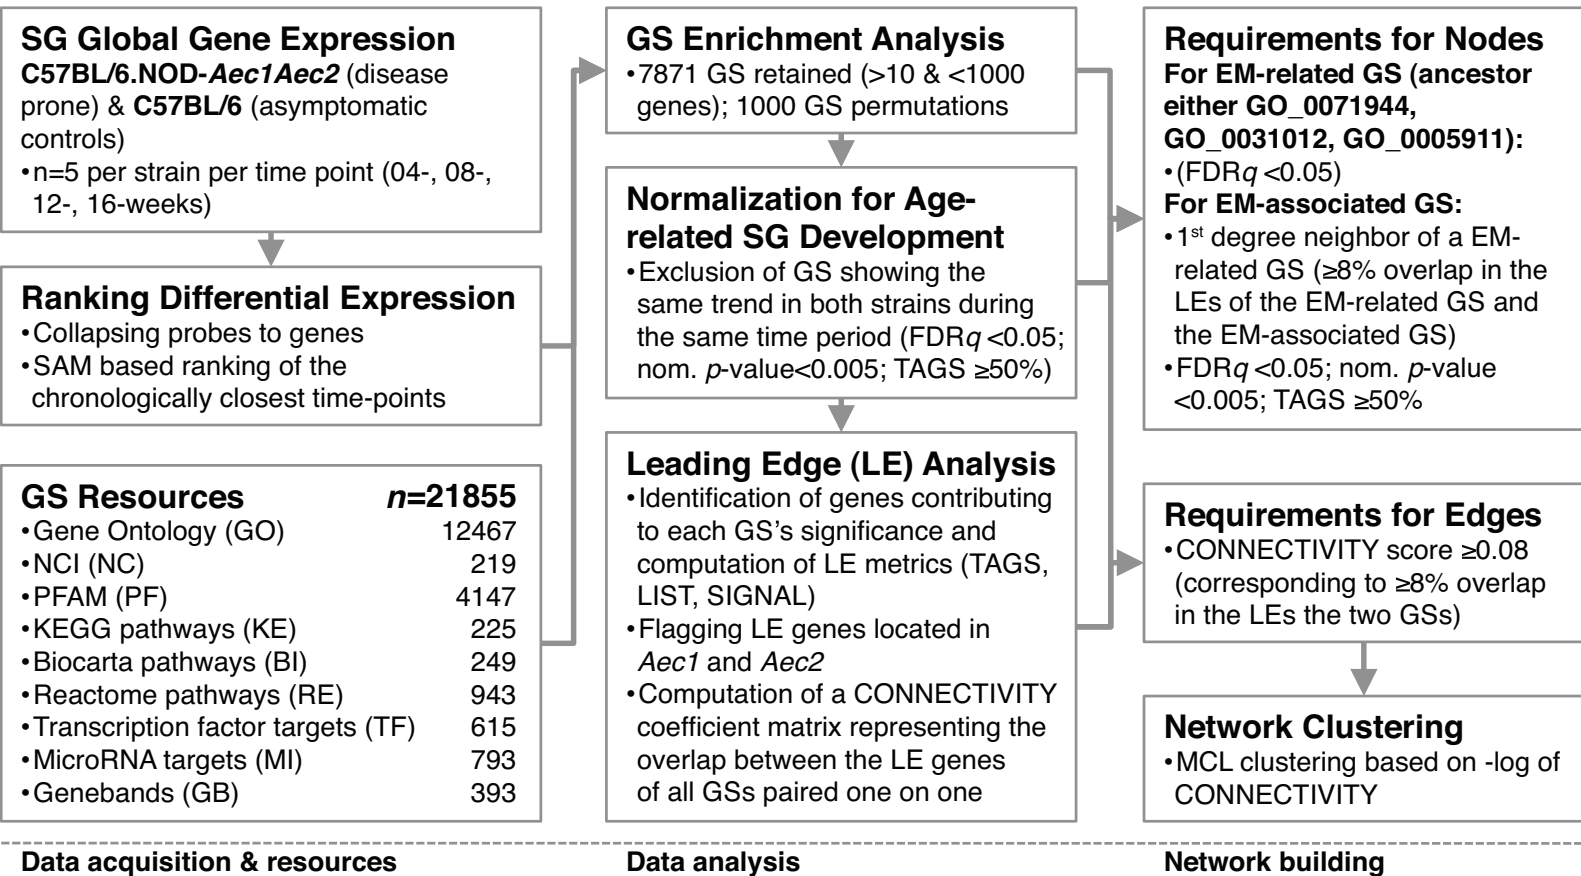 SG Global Gene Expression
C57BL/6.NOD-Aec1Aec2 (disease
prone) & C57BL/6 (asymptomatic
controls)
•n=5 per strain per time point (04-, 08-,
12-, 16-weeks)
Ranking Differential Expression
•Collapsing probes to genes
•SAM based ranking of the
chronologically closest time-points
GS Resources n=21855
•Gene Ontology (GO) 12467
•NCI (NC) 219
•PFAM (PF) 4147
•KEGG pathways (KE) 225
•Biocarta pathways (BI) 249
•Reactome pathways (RE) 943
•Transcription factor targets (TF) 615
•MicroRNA targets (MI) 793
•Genebands (GB) 393
Data acquisition & resources
GS Enrichment Analysis
•7871 GS retained (>10 & <1000
genes); 1000 GS permutations
Normalization for Age-
related SG Development
•Exclusion of GS showing the
same trend in both strains during
the same time period (FDRq <0.05;
nom. p-value<0.005; TAGS ≥50%)
Leading Edge (LE) Analysis
•Identification of genes contributing
to each GS's significance and
computation of LE metrics (TAGS,
LIST, SIGNAL)
•Flagging LE genes located in
Aec1 and Aec2
•Computation of a CONNECTIVITY
coefficient matrix representing the
overlap between the LE genes
of all GSs paired one on one
Data analysis
Requirements for Nodes
For EM-related GS (ancestor
either GO_0071944,
GO_0031012, GO_0005911):
•(FDRq <0.05)
For EM-associated GS:
•1st degree neighbor of a EM-
related GS (≥8% overlap in the
LEs of the EM-related GS and
the EM-associated GS)
•FDRq <0.05; nom. p-value
<0.005; TAGS ≥50%
Requirements for Edges
•CONNECTIVITY score ≥0.08
(corresponding to ≥8% overlap
in the LEs the two GSs)
Network Clustering
•MCL clustering based on -log of
CONNECTIVITY
Network building